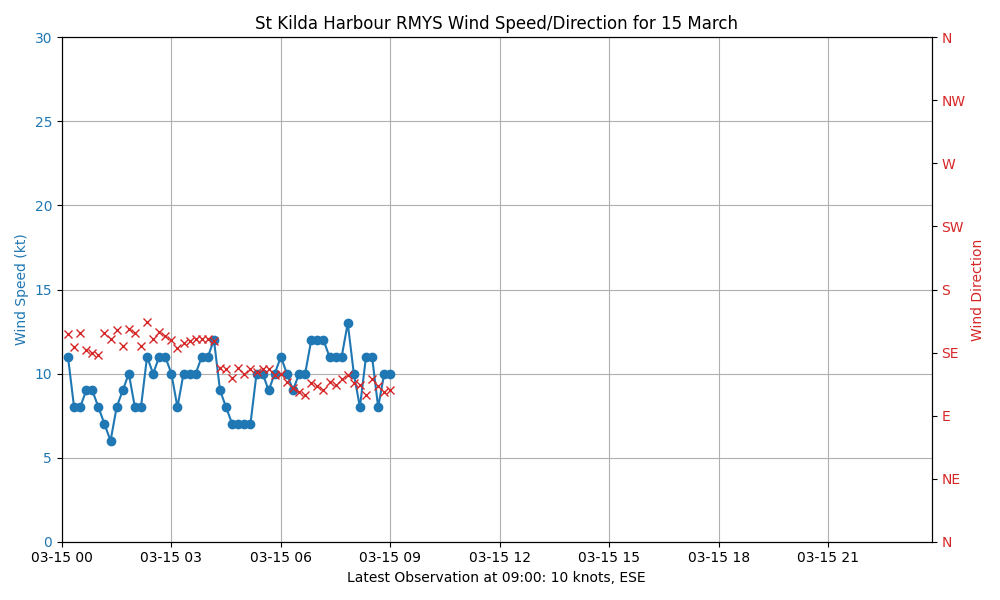 St Kilda Harbour RMYS Wind Speed/Direction for 15 March
30
25
20
15
10
5
0
Wind Speed (kt)
N
NW
W
SW
S
SE
E
NE
N
Wind Direction
03-15 00
03-15 03
03-15 06
03-15 09
03-15 12
03-15 15
03-15 18
03-15 21
Latest Observation at 09:00: 10 knots, ESE